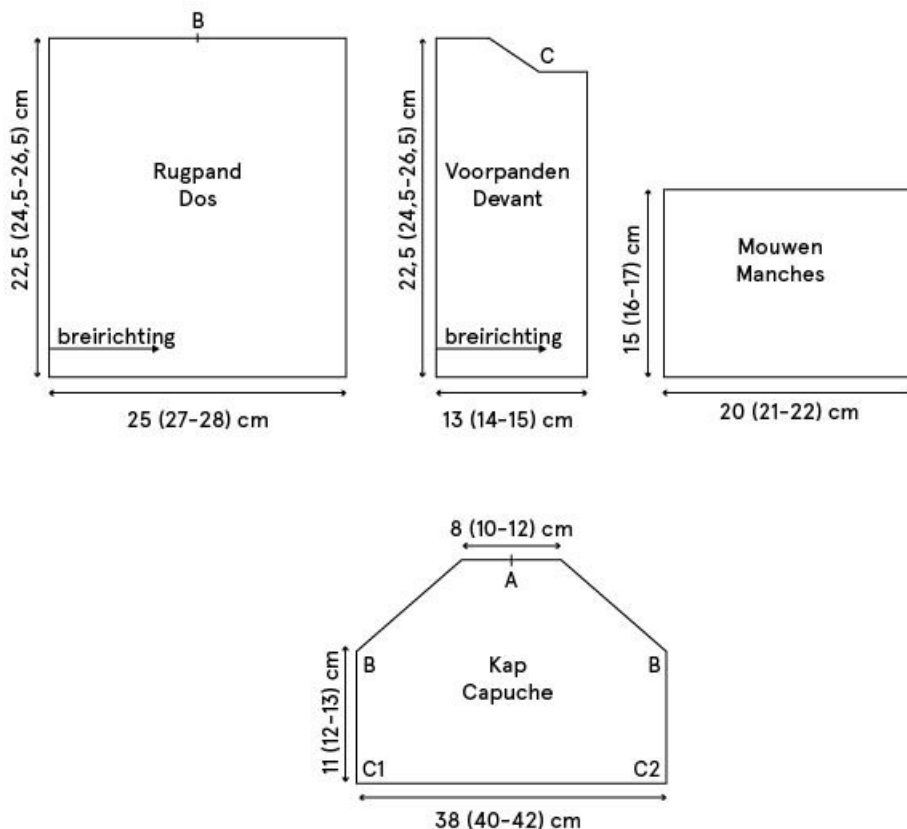 B
22,5 (24,5-26,5) cm
Rugpand
Dos
breirichting
25 (27-28) cm
C
22,5 (24,5-26,5) cm
Voorpanden
Devant
breirichting
13 (14-15) cm
15 (16-17) cm
Mouwen
Manches
20 (21-22) cm
8 (10-12) cm
A
B
B
Kap
Capuche
11 (12-13) cm
C1
C2
38 (40-42) cm